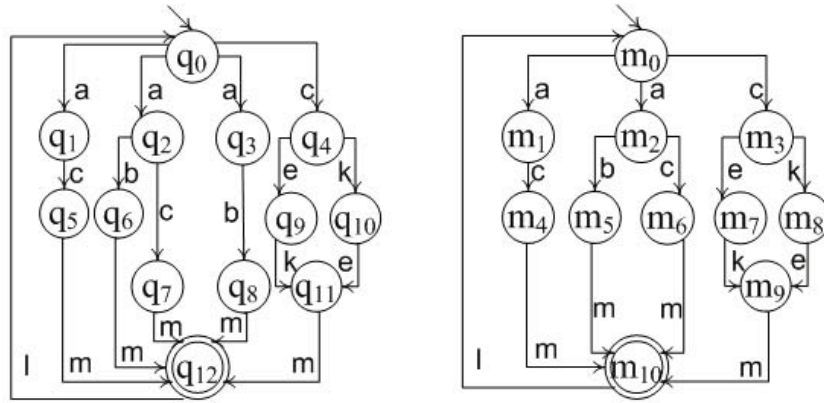 q0 m0
a a a c a a c
q1 q2 q3 q4 m1 m2 m3
c b c b e k c b c e k
q5 q6 q9 q10 m4 m5 m6 m7 m8
q7 q8 k q11 e k m9 e
m m m m
l m m q12 m l m m10 m